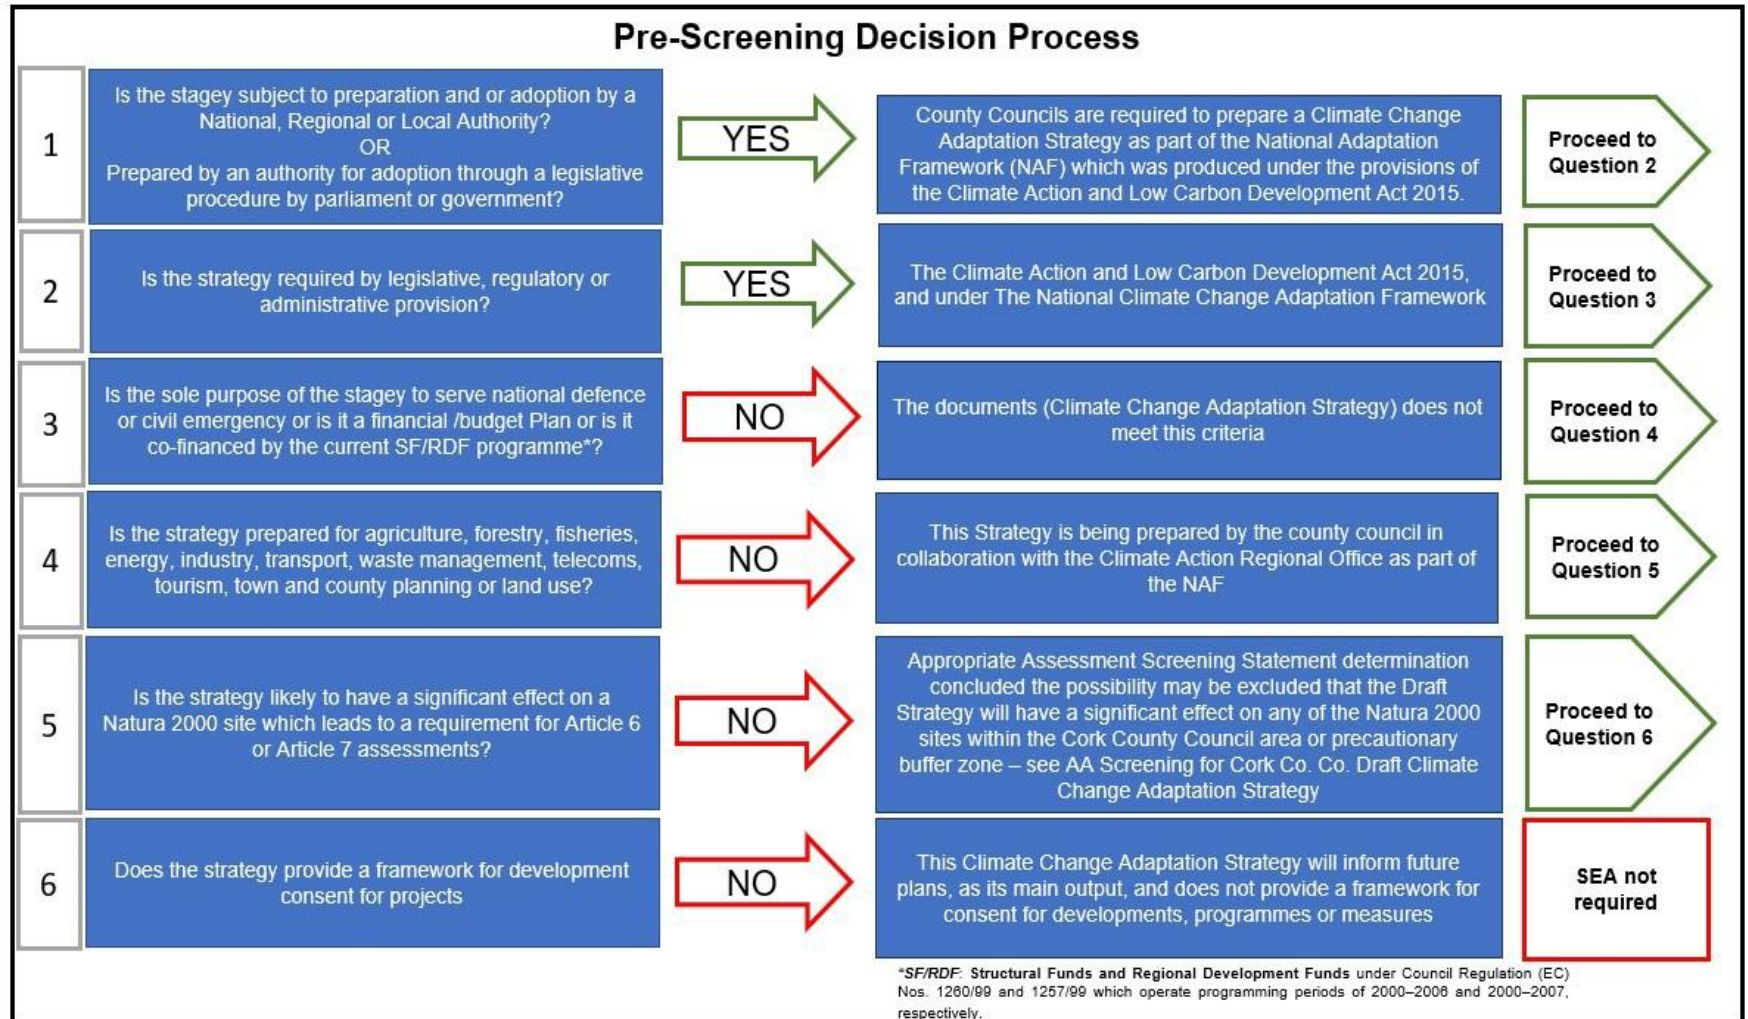 Pre-Screening Decision Process
1
Is the stagey subject to preparation and or adoption by a
National, Regional or Local Authority?
OR
Prepared by an authority for adoption through a legislative
procedure by parliament or government?
YES
County Councils are required to prepare a Climate Change
Adaptation Strategy as part of the National Adaptation
Framework (NAF) which was produced under the provisions of
the Climate Action and Low Carbon Development Act 2015.
Proceed to
Question 2
2
Is the strategy required by legislative, regulatory or
administrative provision?
YES
The Climate Action and Low Carbon Development Act 2015,
and under The National Climate Change Adaptation Framework
Proceed to
Question 3
3
Is the sole purpose of the stagey to serve national defence
or civil emergency or is it a financial /budget Plan or is it
co-financed by the current SF/RDF programme*?
NO
The documents (Climate Change Adaptation Strategy) does not
meet this criteria
Proceed to
Question 4
4
Is the strategy prepared for agriculture, forestry, fisheries,
energy, industry, transport, waste management, telecoms,
tourism, town and county planning or land use?
NO
This Strategy is being prepared by the county council in
collaboration with the Climate Action Regional Office as part of
the NAF
Proceed to
Question 5
5
Is the strategy likely to have a significant effect on a
Natura 2000 site which leads to a requirement for Article 6
or Article 7 assessments?
NO
Appropriate Assessment Screening Statement determination
concluded the possibility may be excluded that the Draft
Strategy will have a significant effect on any of the Natura 2000
sites within the Cork County Council area or precautionary
buffer zone – see AA Screening for Cork Co. Co. Draft Climate
Change Adaptation Strategy
Proceed to
Question 6
6
Does the strategy provide a framework for development
consent for projects
NO
This Climate Change Adaptation Strategy will inform future
plans, as its main output, and does not provide a framework for
consent for developments, programmes or measures
SEA not
required
*SF/RDF: Structural Funds and Regional Development Funds under Council Regulation (EC)
Nos. 1260/99 and 1257/99 which operate programming periods of 2000–2006 and 2000–2007,
respectively.